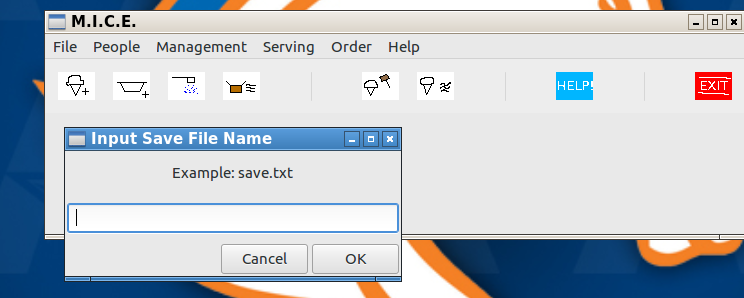 M.I.C.E.
File People Management Serving Order Help
HELP! EXIT
Input Save File Name
Example: save.txt
Cancel OK